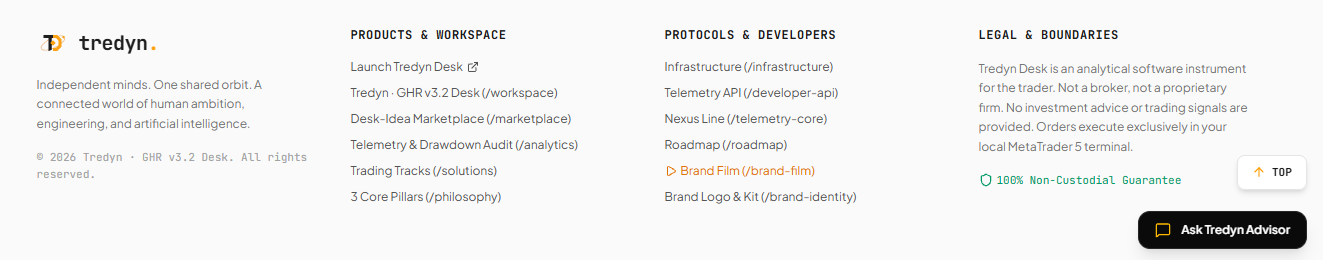 tredyn.
Independent minds. One shared orbit. A
connected world of human ambition,
engineering, and artificial intelligence.
© 2026 Tredyn · GHR v3.2 Desk. All rights
reserved.
PRODUCTS & WORKSPACE
Launch Tredyn Desk
Tredyn · GHR v3.2 Desk (/workspace)
Desk-Idea Marketplace (/marketplace)
Telemetry & Drawdown Audit (/analytics)
Trading Tracks (/solutions)
3 Core Pillars (/philosophy)
PROTOCOLS & DEVELOPERS
Infrastructure (/infrastructure)
Telemetry API (/developer-api)
Nexus Line (/telemetry-core)
Roadmap (/roadmap)
Brand Film (/brand-film)
Brand Logo & Kit (/brand-identity)
LEGAL & BOUNDARIES
Tredyn Desk is an analytical software instrument
for the trader. Not a broker, not a proprietary
firm. No investment advice or trading signals are
provided. Orders execute exclusively in your
local MetaTrader 5 terminal.
100% Non-Custodial Guarantee
TOP
Ask Tredyn Advisor